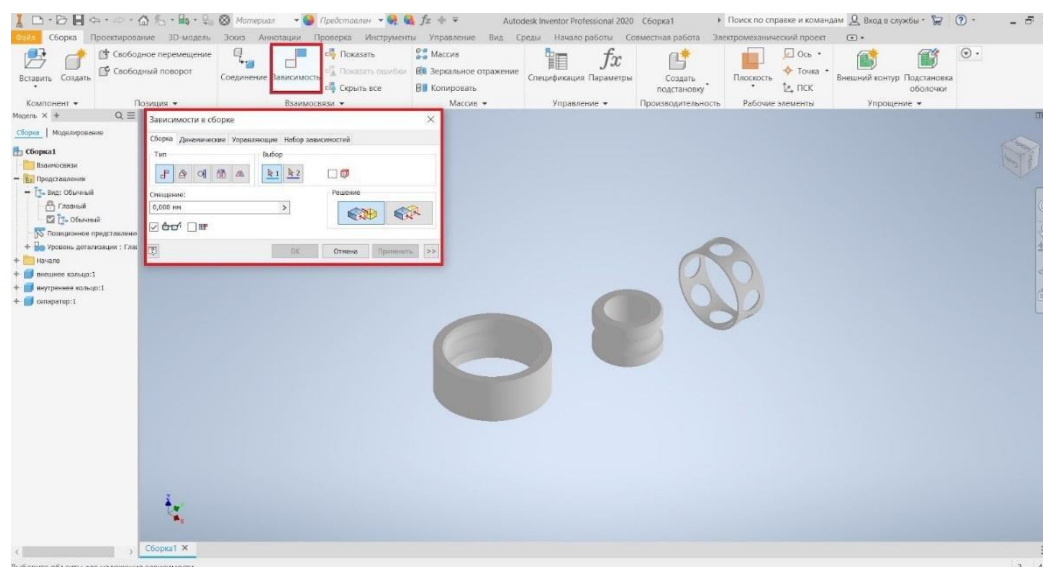 Материал
Представлен
Autodesk Inventor Professional 2020 Сборка1
Поиск по справке и командам
Вход в службы
Файл Сборка Проектирование 3D-модель Эскиз Аннотации Проверка Инструменты Управление Вид Среды Начало работы Совместная работа Электромеханический проект
Вставить Создать
Свободное перемещение
Свободный поворот
Соединение Зависимость
Показать
Показать ошибки
Скрыть все
Массив
Зеркальное отражение
Копировать
Спецификация
fx
Параметры
Создать
подстановку
Плоскость
Ось
Точка
ПСК
Внешний контур
Подстановка
оболочки
Компонент Позиция Взаимосвязи Массив Управление Производительность Рабочие элементы Упрощение
Модель × +
Сборка | Моделирование
Сборка1
Взаимосвязи
Представления
Вид: Обычный
Главный
Обычный
Позиционное представление
Уровень детализации : Глав
Начало
внешнее кольцо:1
внутреннее кольцо:1
сепаратор:1
Зависимости в сборке
Сборка Динамические Управляющие Набор зависимостей
Тип
Выбор
1 2
Смещение:
Решение
0,000 мм
ОК Отмена Применить >>
Z
X
Сборка1 ×